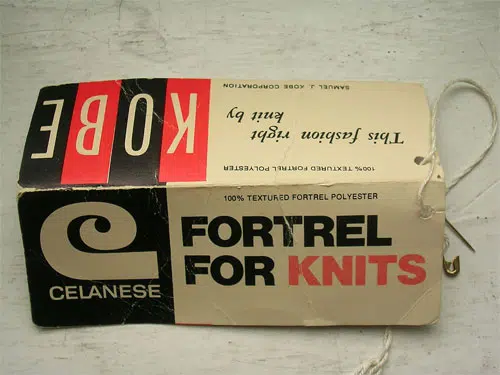 This fashion right
knit by
KOBE
SAMUEL J. KOBE CORPORATION
100% TEXTURED FORTREL POLYESTER
100% TEXTURED FORTREL POLYESTER
FORTREL
FOR KNITS
CELANESE